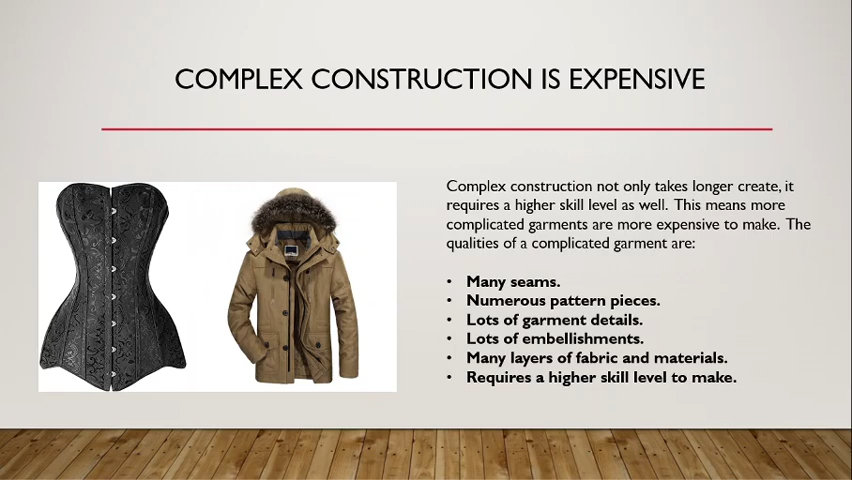 COMPLEX CONSTRUCTION IS EXPENSIVE
Complex construction not only takes longer create, it
requires a higher skill level as well. This means more
complicated garments are more expensive to make. The
qualities of a complicated garment are:
• Many seams.
• Numerous pattern pieces.
• Lots of garment details.
• Lots of embellishments.
• Many layers of fabric and materials.
• Requires a higher skill level to make.